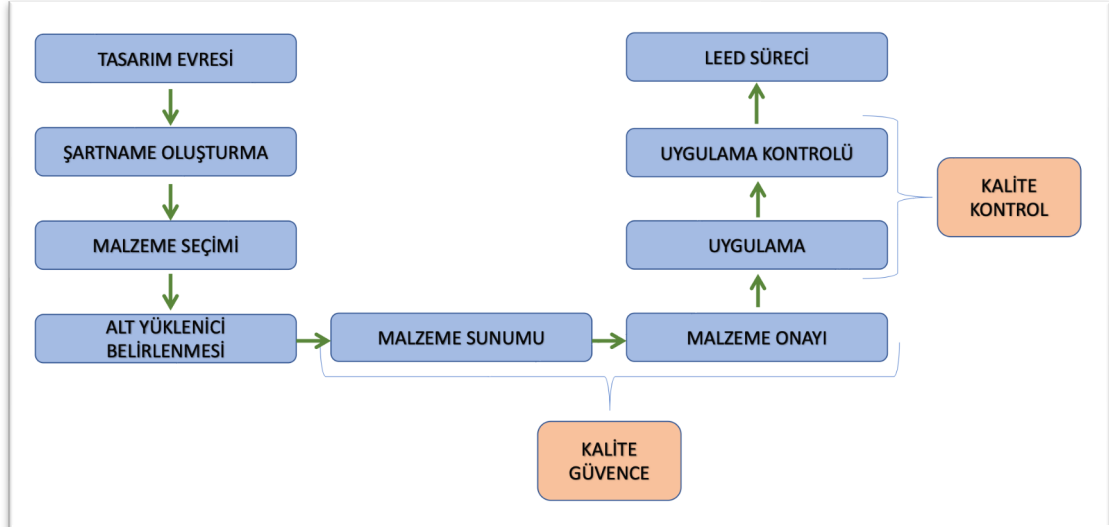 TASARIM EVRESİ
ŞARTNAME OLUŞTURMA
MALZEME SEÇİMİ
ALT YÜKLENİCİ
BELİRLENMESİ
MALZEME SUNUMU
MALZEME ONAYI
UYGULAMA
UYGULAMA KONTROLÜ
LEED SÜRECİ
KALİTE
GÜVENCE
KALİTE
KONTROL